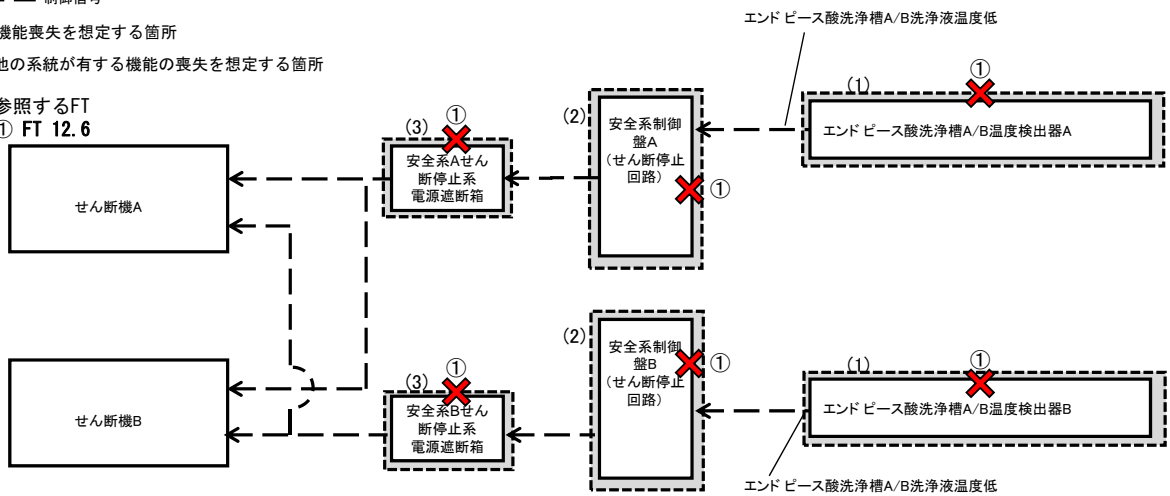 制御信号
機能喪失を想定する箇所
他の系統が有する機能の喪失を想定する箇所
参照するFT
① FT 12.6
エンドピース酸洗浄槽A/B洗浄液温度低
(1)
①
エンドピース酸洗浄槽A/B温度検出器A
(2)
安全系制御
盤A
(せん断停止
回路)
①
(3)
①
安全系Aせん
断停止系
電源遮断箱
せん断機A
(2)
安全系制御
盤B
(せん断停止
回路)
①
(1)
①
エンドピース酸洗浄槽A/B温度検出器B
(3)
①
安全系Bせん
断停止系
電源遮断箱
せん断機B
エンドピース酸洗浄槽A/B洗浄液温度低